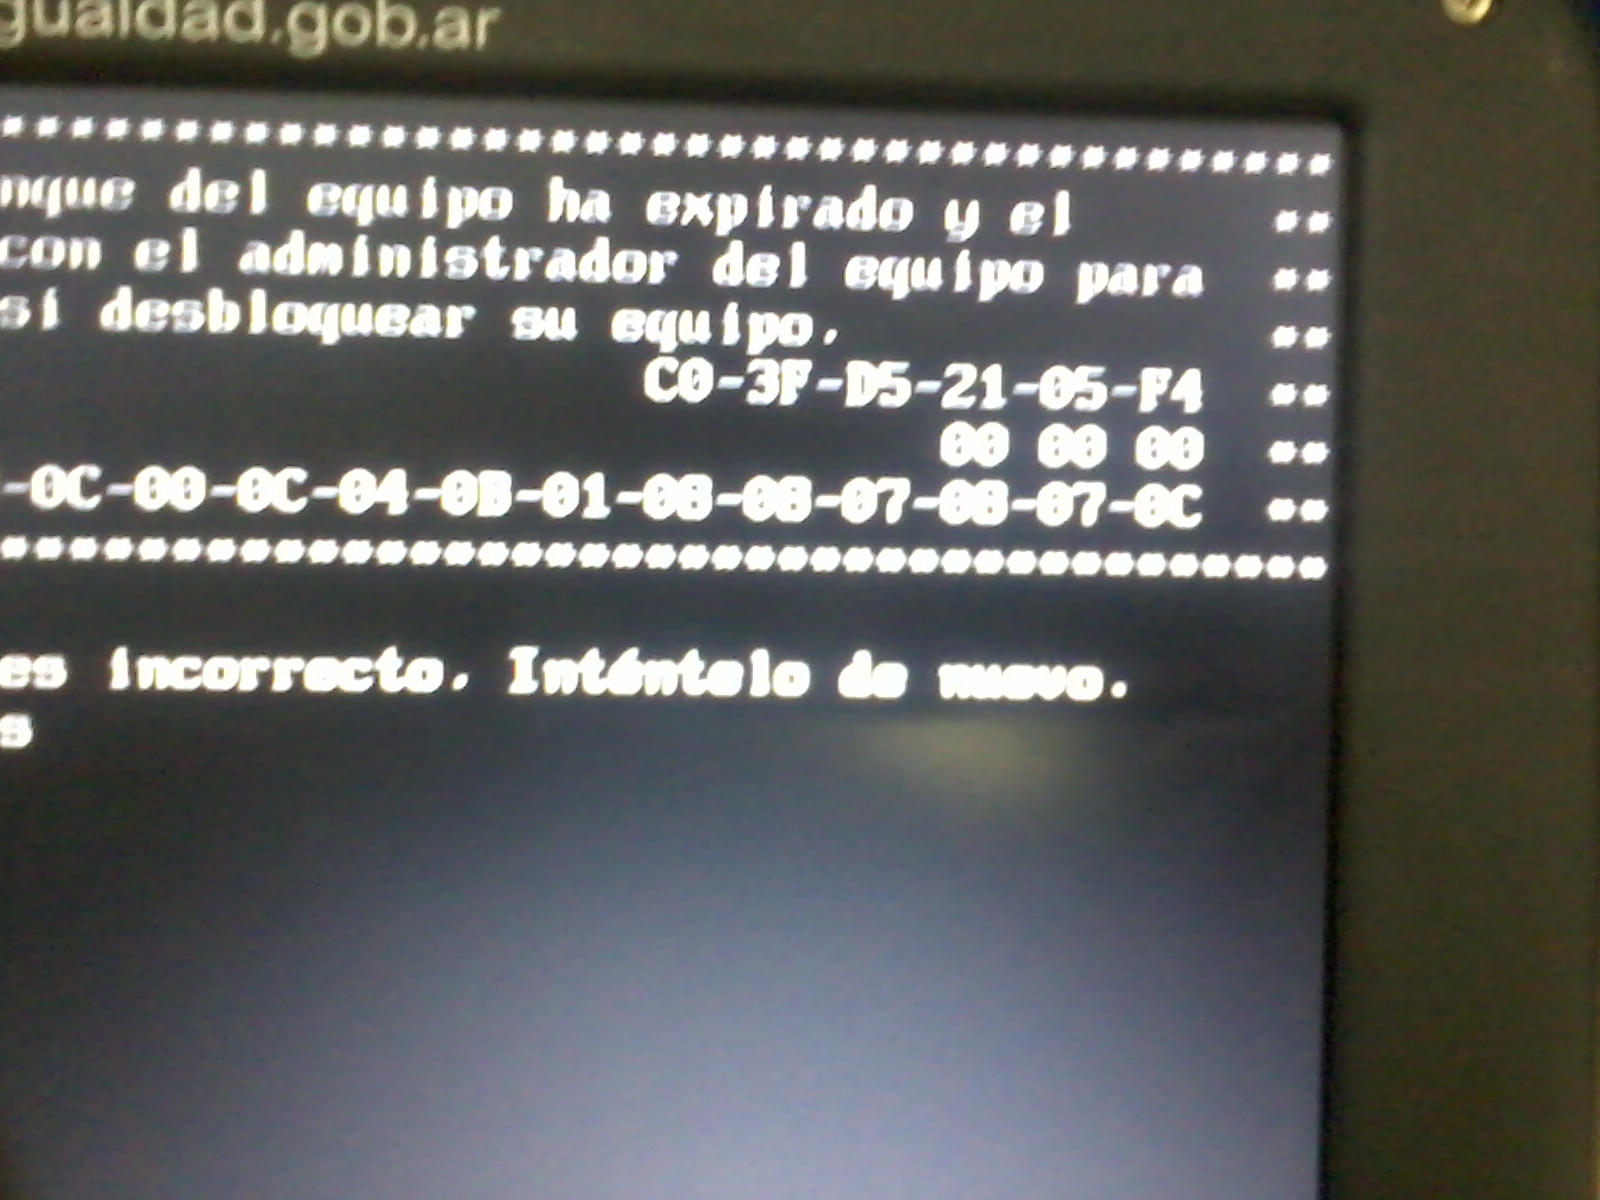 gualdad.gob.ar
**************************************
nque del equipo ha expirado y el **
con el administrador del equipo para **
sí desbloquear su equipo. **
C0-3F-D5-21-05-F4 **
00 00 00 **
-0C-00-0C-04-0B-01-08-08-07-08-07-0C **
**************************************
es incorrecto. Inténtelo de nuevo.
s